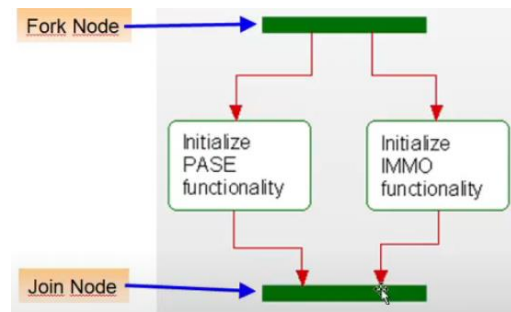 Fork Node
Initialize
PASE
functionality
Initialize
IMMO
functionality
Join Node